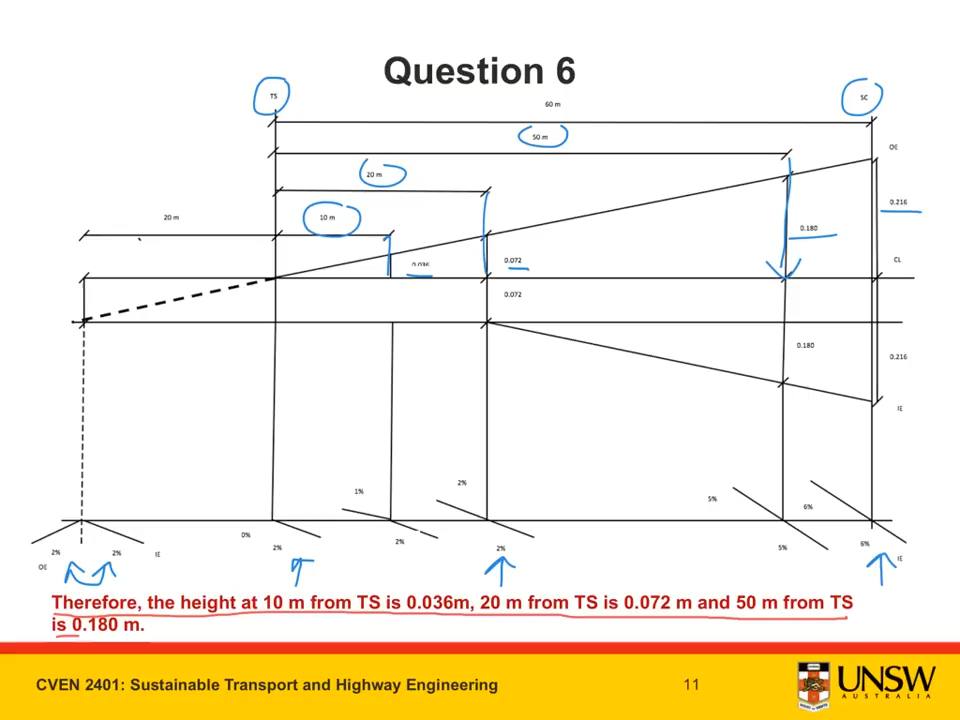 Question 6
TS
SC
60 m
50 m
OE
20 m
0.216
20 m
10 m
0.180
0.036
0.072
CL
0.072
0.180
0.216
IE
2%
1%
5%
6%
0%
2%
2%
2%
IE
2%
2%
5%
6%
IE
OE
Therefore, the height at 10 m from TS is 0.036m, 20 m from TS is 0.072 m and 50 m from TS
is 0.180 m.
CVEN 2401: Sustainable Transport and Highway Engineering
11
UNSW
AUSTRALIA